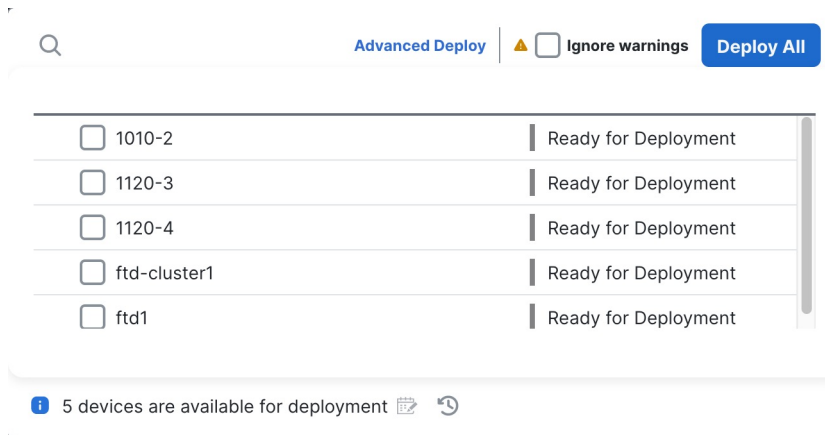 Advanced Deploy Ignore warnings Deploy All
1010-2 Ready for Deployment
1120-3 Ready for Deployment
1120-4 Ready for Deployment
ftd-cluster1 Ready for Deployment
ftd1 Ready for Deployment
5 devices are available for deployment